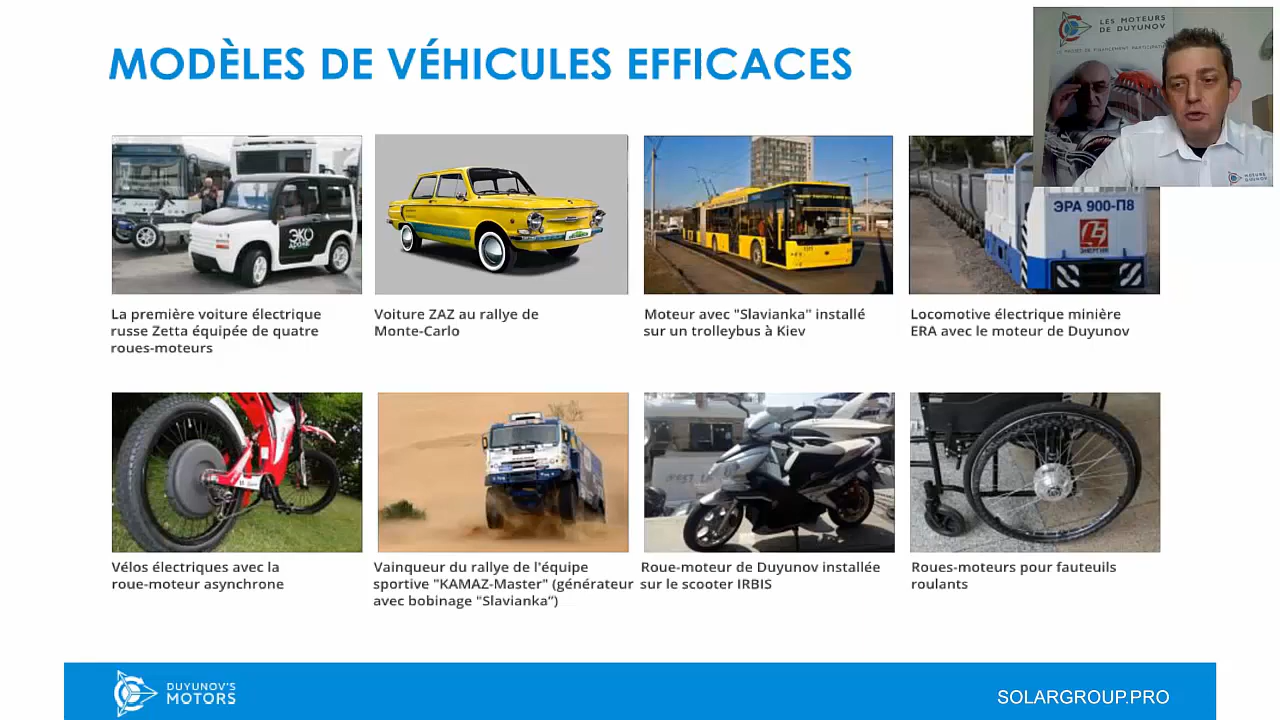 MODÈLES DE VÉHICULES EFFICACES
LES MOTEURS
DE DUYUNOV
ЭКО
ЭРА 900-П8
ЭНЕРГИЯ
La première voiture électrique
russe Zetta équipée de quatre
roues-moteurs
Voiture ZAZ au rallye de
Monte-Carlo
Moteur avec "Slavianka" installé
sur un trolleybus à Kiev
Locomotive électrique minière
ERA avec le moteur de Duyunov
Vélos électriques avec la
roue-moteur asynchrone
Vainqueur du rallye de l'équipe
sportive "KAMAZ-Master" (générateur
avec bobinage "Slavianka")
Roue-moteur de Duyunov installée
sur le scooter IRBIS
Roues-moteurs pour fauteuils
roulants
DUYUNOV'S
MOTORS
SOLARGROUP.PRO